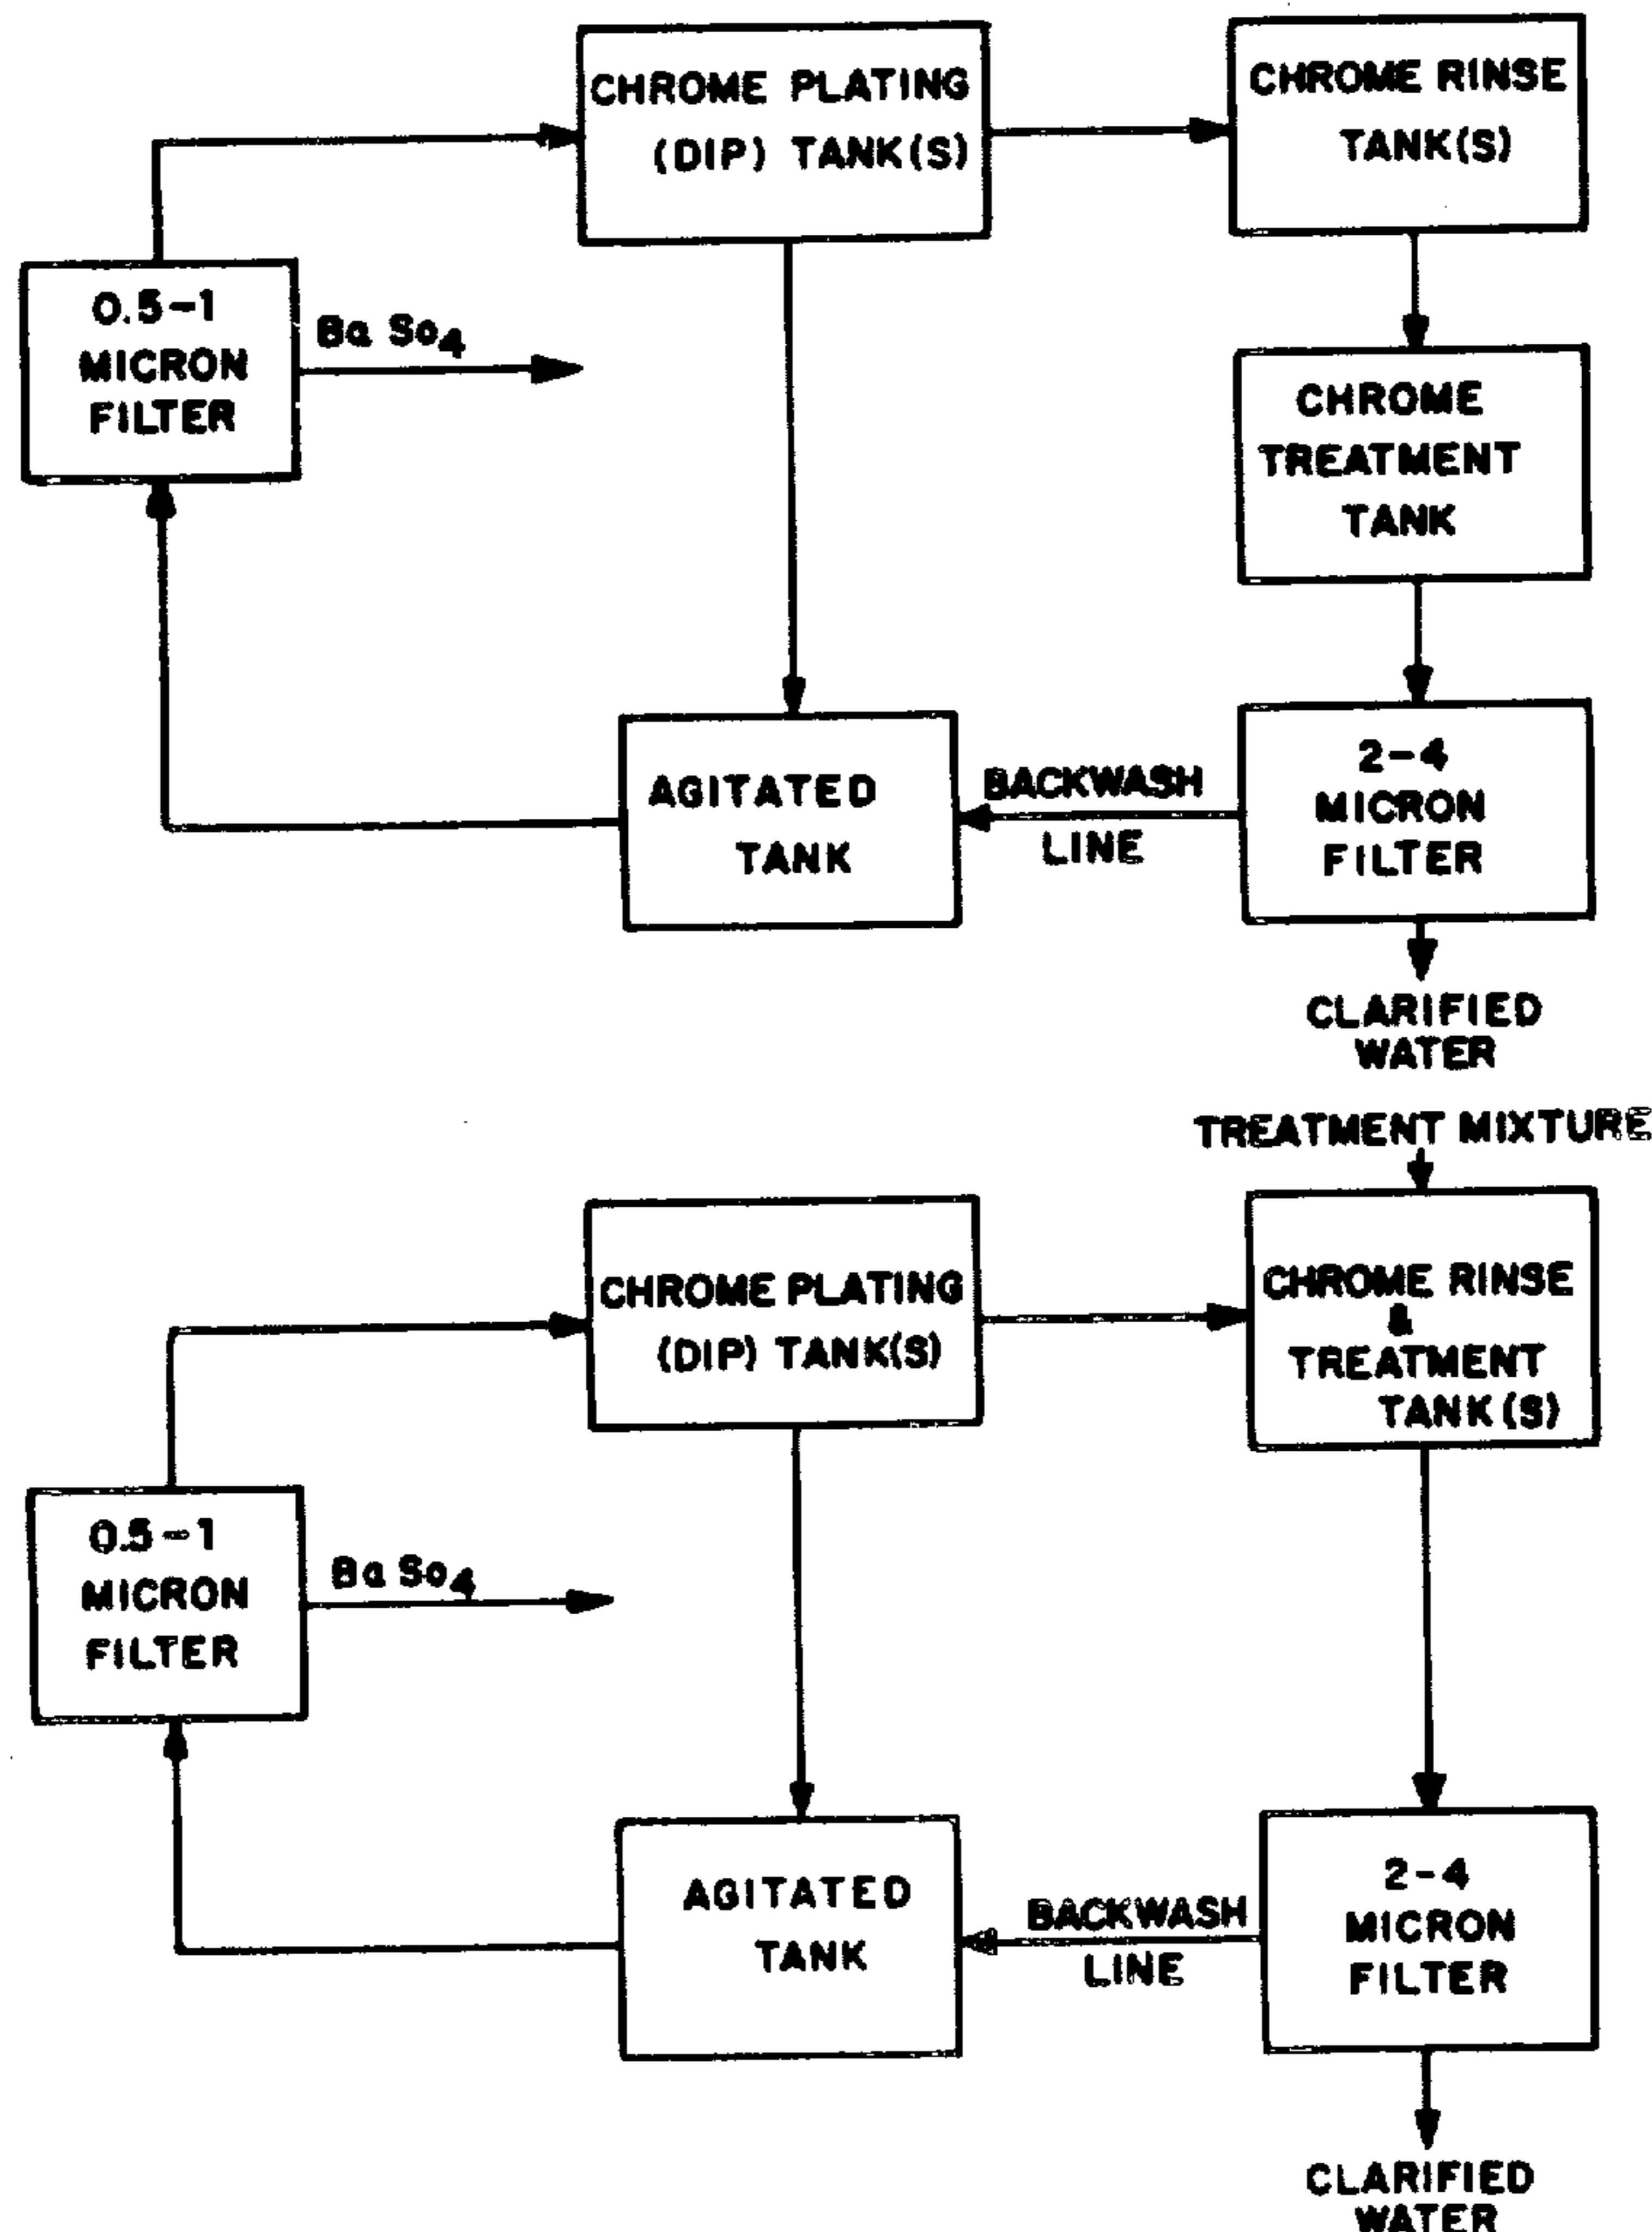 CHROME PLATING
(DIP) TANK(S)
CHROME RINSE
TANK(S)
0.5-1
MICRON
FILTER
Ba So4
CHROME
TREATMENT
TANK
AGITATED
TANK
BACKWASH
LINE
2-4
MICRON
FILTER
CLARIFIED
WATER
TREATMENT MIXTURE
CHROME PLATING
(DIP) TANK(S)
CHROME RINSE
&
TREATMENT
TANK(S)
0.5-1
MICRON
FILTER
Ba So4
AGITATED
TANK
BACKWASH
LINE
2-4
MICRON
FILTER
CLARIFIED
WATER